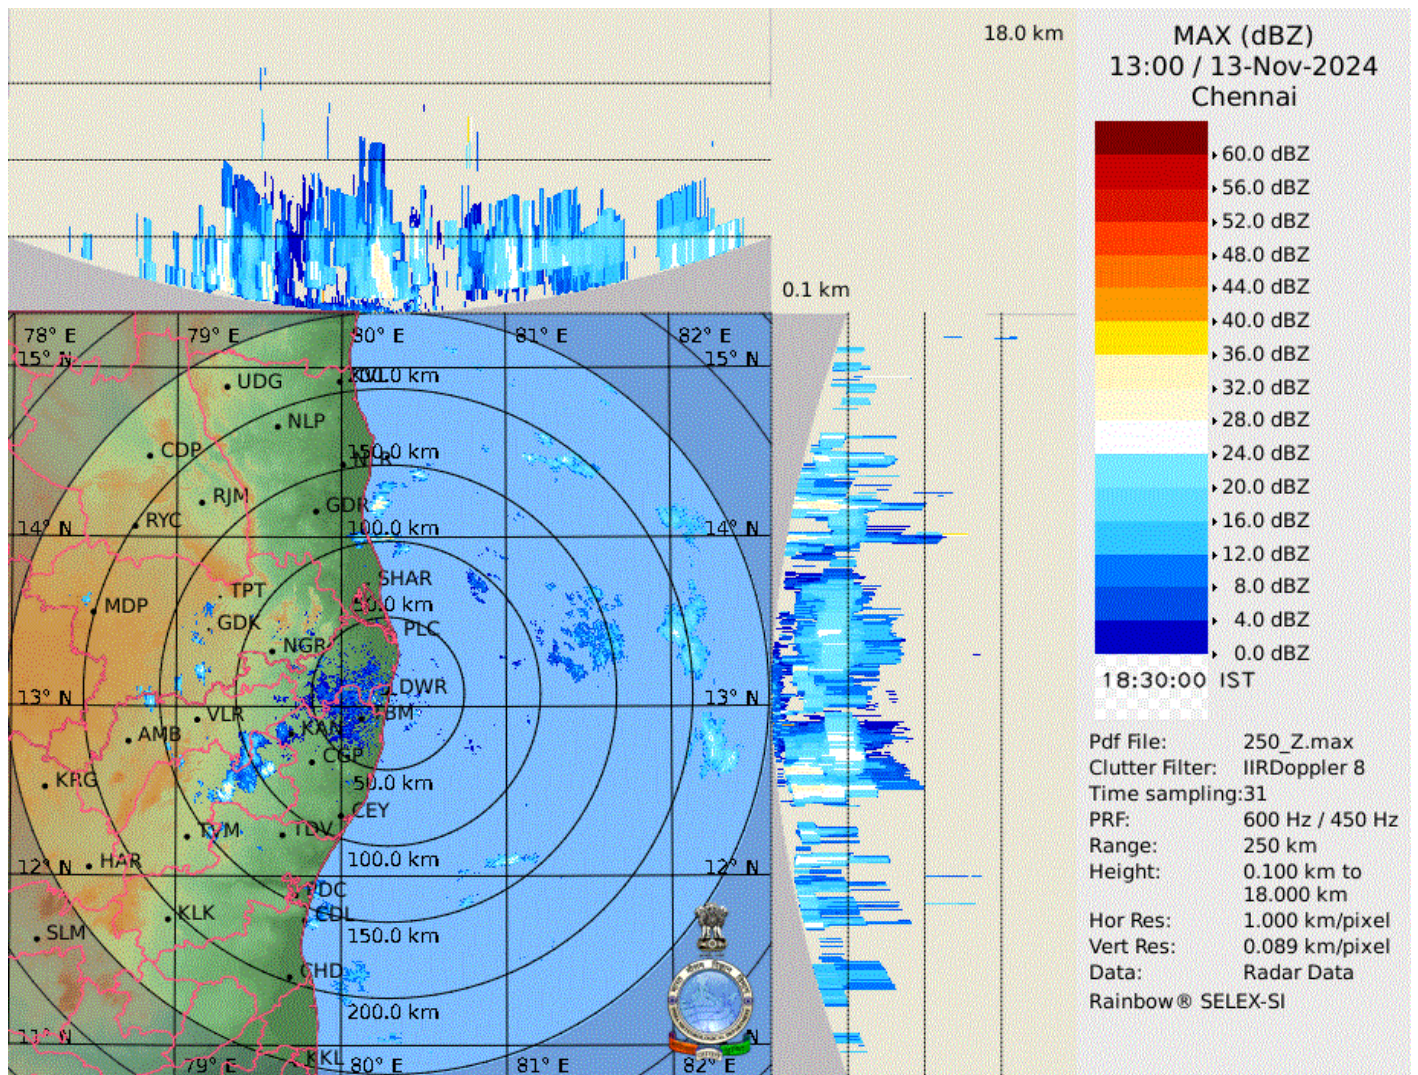 18.0 km
0.1 km
MAX (dBZ)
13:00 / 13-Nov-2024
Chennai
60.0 dBZ
56.0 dBZ
52.0 dBZ
48.0 dBZ
44.0 dBZ
40.0 dBZ
36.0 dBZ
32.0 dBZ
28.0 dBZ
24.0 dBZ
20.0 dBZ
16.0 dBZ
12.0 dBZ
8.0 dBZ
4.0 dBZ
0.0 dBZ
18:30:00 IST
Pdf File: 250_Z.max
Clutter Filter: IIRDoppler 8
Time sampling:31
PRF: 600 Hz / 450 Hz
Range: 250 km
Height: 0.100 km to
18.000 km
Hor Res: 1.000 km/pixel
Vert Res: 0.089 km/pixel
Data: Radar Data
Rainbow® SELEX-SI
78° E 79° E 80° E 81° E 82° E
15° N 15° N
UDG
NLP
CDP 150.0 km
RJM
GDR
RYC
14° N 100.0 km 14° N
SHAR
TPT
MDP 50.0 km
GDK PLC
NGR
DWR
13° N 13° N
VLR BM
AMB KAN
CGP
KRG 50.0 km
CEY
TVM TDV
HAR 100.0 km
12° N 12° N
PDC
KLK CDL
SLM 150.0 km
CHD
200.0 km
11° N 11° N
KKL
79° E 80° E 81° E 82° E